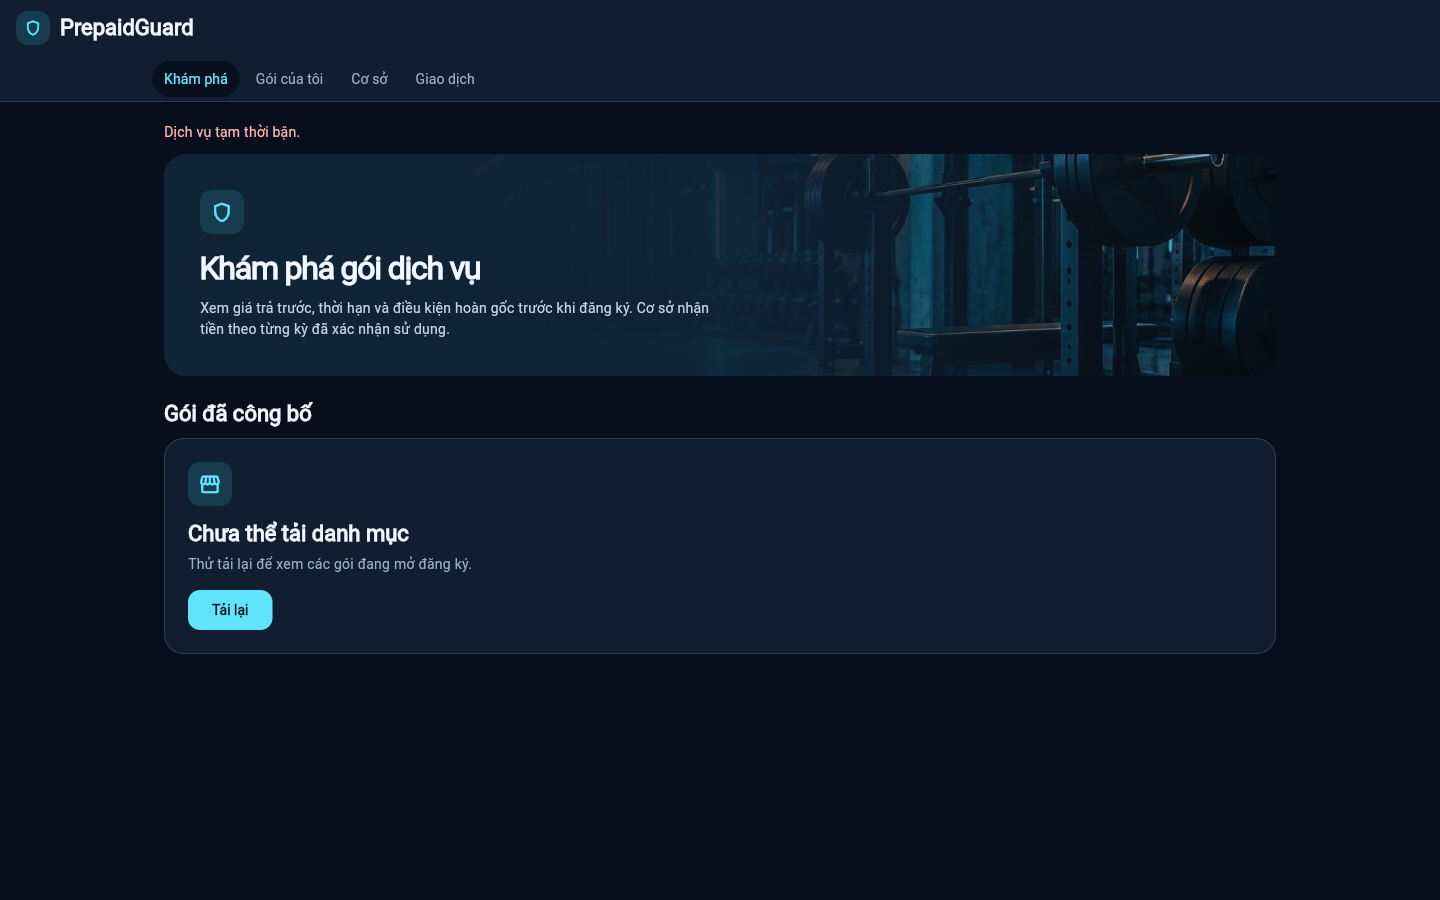 PrepaidGuard
Khám phá
Gói của tôi
Cơ sở
Giao dịch
Dịch vụ tạm thời bận.
Khám phá gói dịch vụ
Xem giá trả trước, thời hạn và điều kiện hoàn gốc trước khi đăng ký. Cơ sở nhận
tiền theo từng kỳ đã xác nhận sử dụng.
Gói đã công bố
Chưa thể tải danh mục
Thử tải lại để xem các gói đang mở đăng ký.
Tải lại